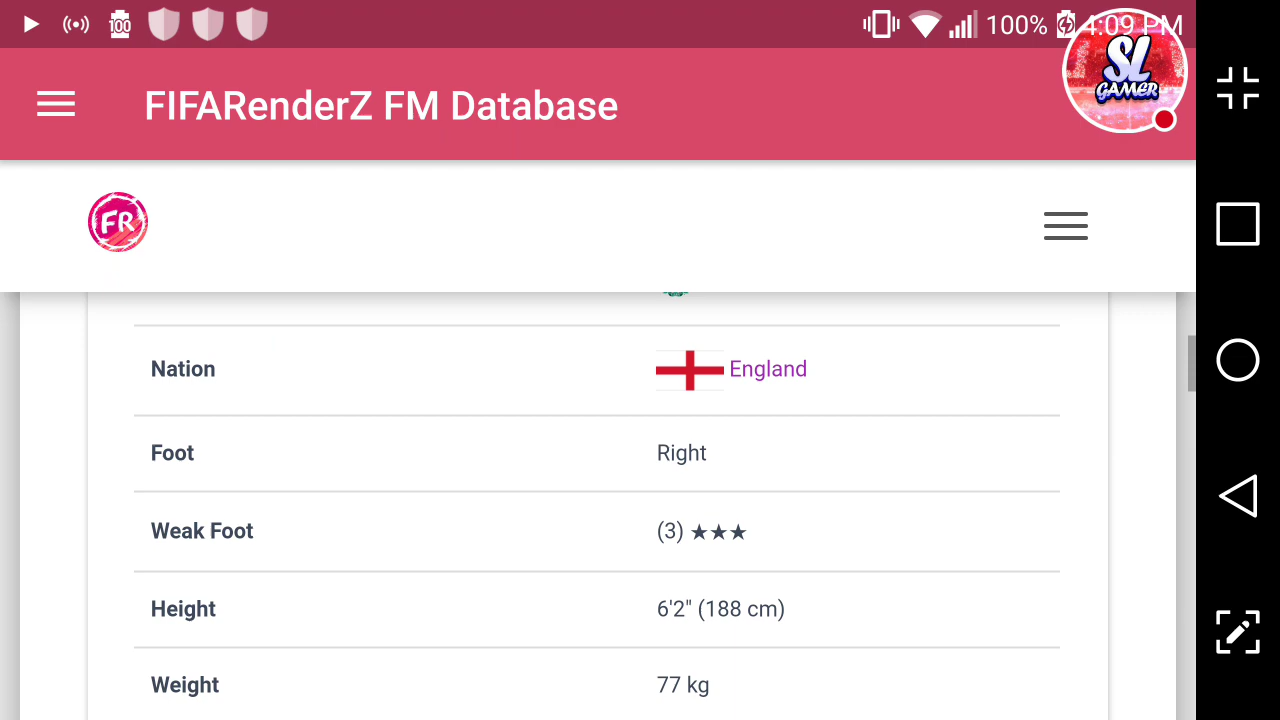 100
100%
4:09 PM
FIFARenderZ FM Database
SL
GAMER
FR
Nation
England
Foot
Right
Weak Foot
(3) ★★★
Height
6'2" (188 cm)
Weight
77 kg